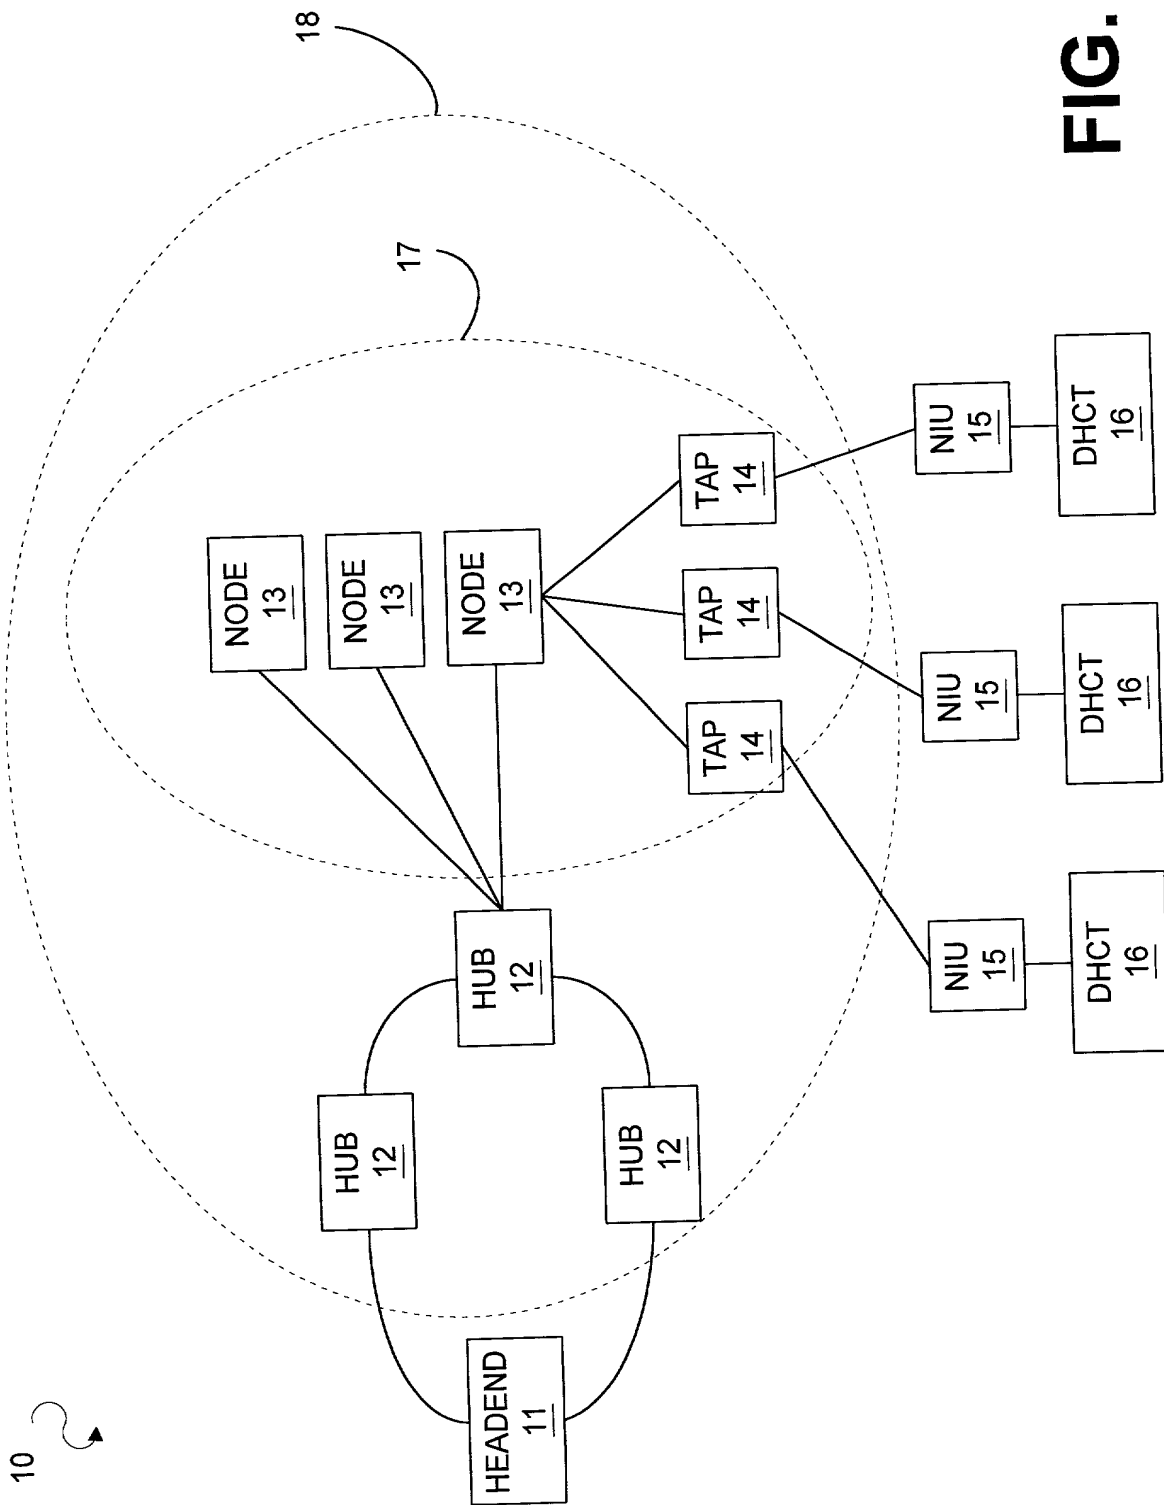 10
HEADEND
11
HUB
12
HUB
12
HUB
12
NODE
13
NODE
13
NODE
13
TAP
14
TAP
14
TAP
14
NIU
15
NIU
15
NIU
15
DHCT
16
DHCT
16
DHCT
16
17
18
FIG.